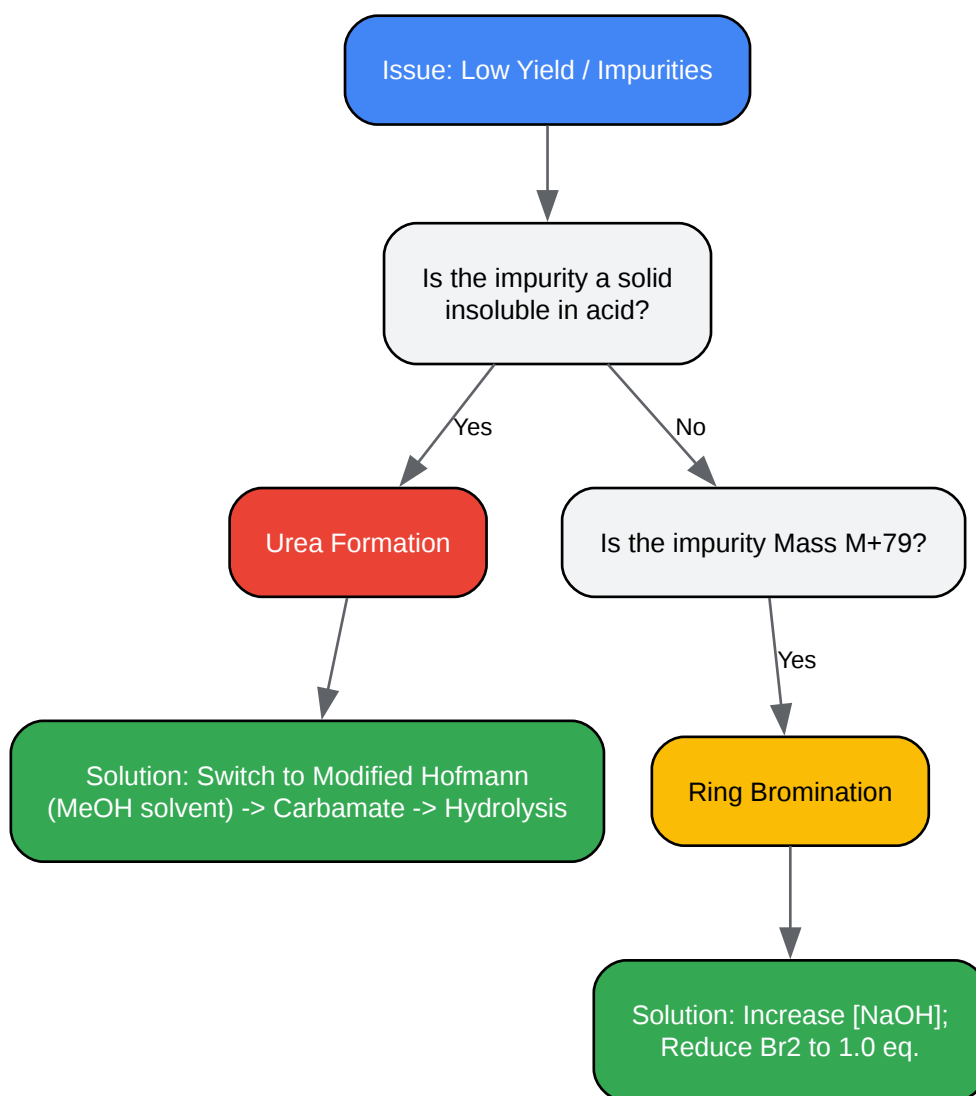 Issue: Low Yield / Impurities
Is the impurity a solid
insoluble in acid?
Yes
No
Urea Formation
Is the impurity Mass M+79?
Yes
Solution: Switch to Modified Hofmann
(MeOH solvent) -> Carbamate -> Hydrolysis
Ring Bromination
Solution: Increase [NaOH];
Reduce Br2 to 1.0 eq.